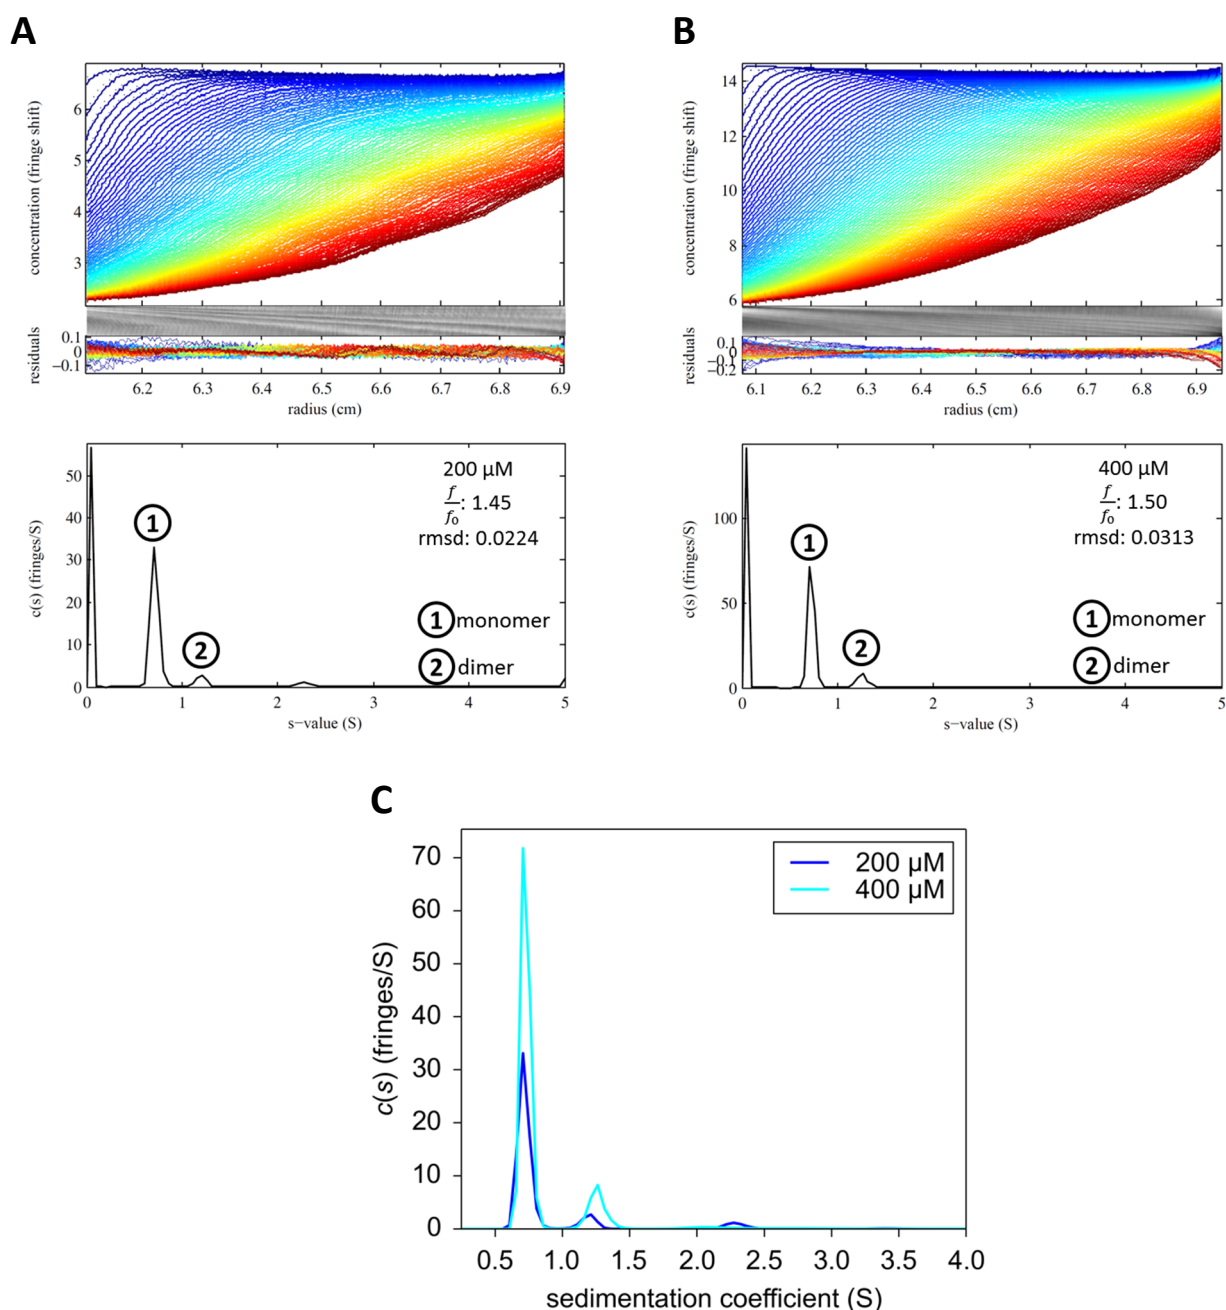 A
concentration (fringe shift)
6
5
4
3
residuals
0.1
0
−0.1
6.2 6.3 6.4 6.5 6.6 6.7 6.8 6.9
radius (cm)
c(s) (fringes/S)
50
40
30
20
10
0
200 µM
f/f₀: 1.45
rmsd: 0.0224
1
2
1 monomer
2 dimer
0 1 2 3 4 5
s−value (S)
B
concentration (fringe shift)
14
12
10
8
6
residuals
0.1
0
−0.1
−0.2
6.1 6.2 6.3 6.4 6.5 6.6 6.7 6.8 6.9
radius (cm)
c(s) (fringes/S)
100
50
0
400 µM
f/f₀: 1.50
rmsd: 0.0313
1
2
1 monomer
2 dimer
0 1 2 3 4 5
s−value (S)
C
c(s) (fringes/S)
70
60
50
40
30
20
10
0
200 µM
400 µM
0.5 1.0 1.5 2.0 2.5 3.0 3.5 4.0
sedimentation coefficient (S)